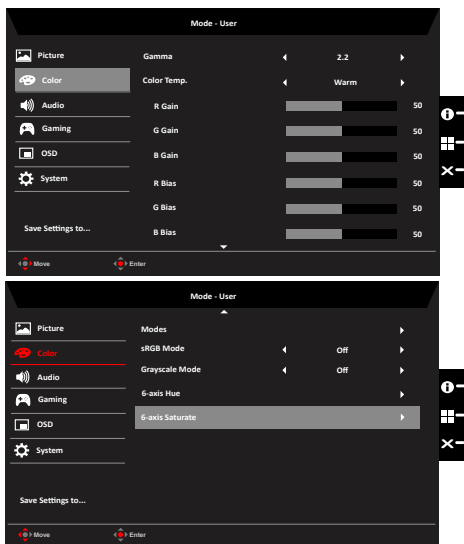 Mode - User
Picture
Gamma 2.2
Color
Color Temp. Warm
Audio
R Gain 50
Gaming
G Gain 50
OSD
B Gain 50
System
R Bias 50
G Bias 50
Save Settings to...
B Bias 50
Move Enter
Mode - User
Picture
Modes
Color
sRGB Mode Off
Audio
Grayscale Mode Off
Gaming
6-axis Hue
OSD
6-axis Saturate
System
Save Settings to...
Move Enter